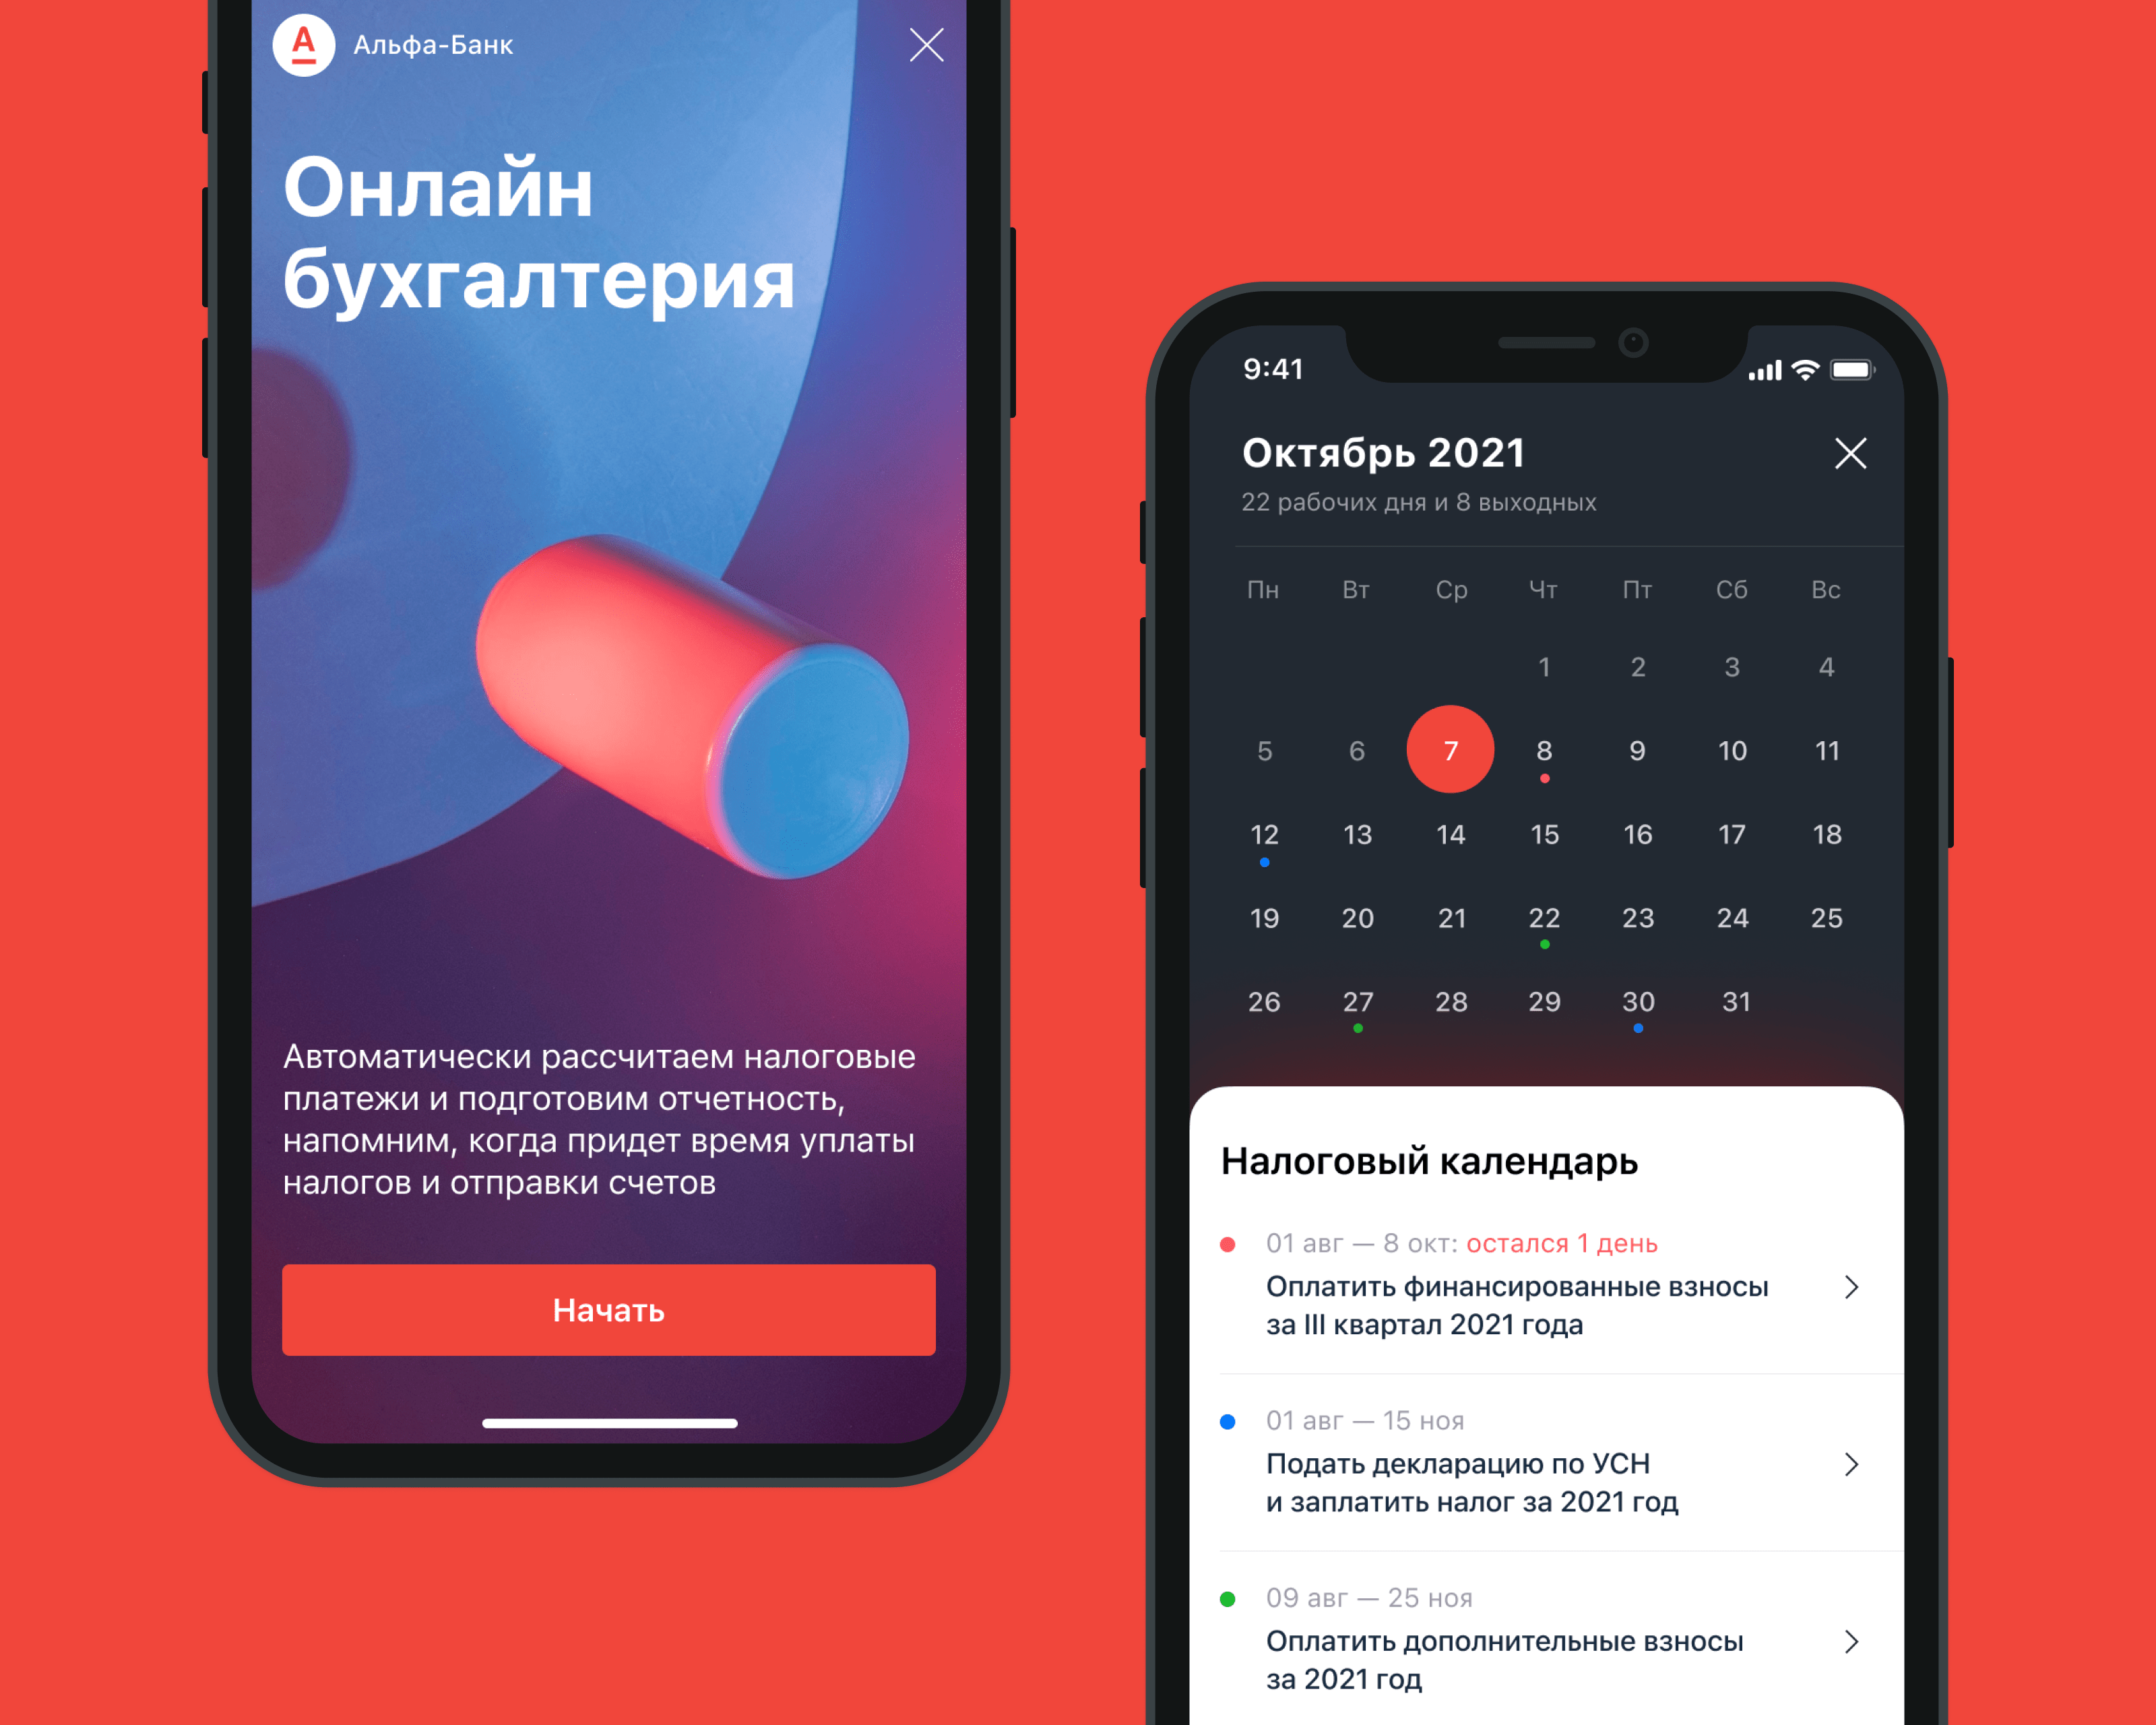 А
Альфа-Банк
Онлайн
бухгалтерия
Автоматически рассчитаем налоговые
платежи и подготовим отчетность,
напомним, когда придет время уплаты
налогов и отправки счетов
Начать
9:41
Октябрь 2021
22 рабочих дня и 8 выходных
Пн Вт Ср Чт Пт Сб Вс
1 2 3 4
5 6 7 8 9 10 11
12 13 14 15 16 17 18
19 20 21 22 23 24 25
26 27 28 29 30 31
Налоговый календарь
01 авг — 8 окт: остался 1 день
Оплатить финансированные взносы
за III квартал 2021 года
01 авг — 15 ноя
Подать декларацию по УСН
и заплатить налог за 2021 год
09 авг — 25 ноя
Оплатить дополнительные взносы
за 2021 год